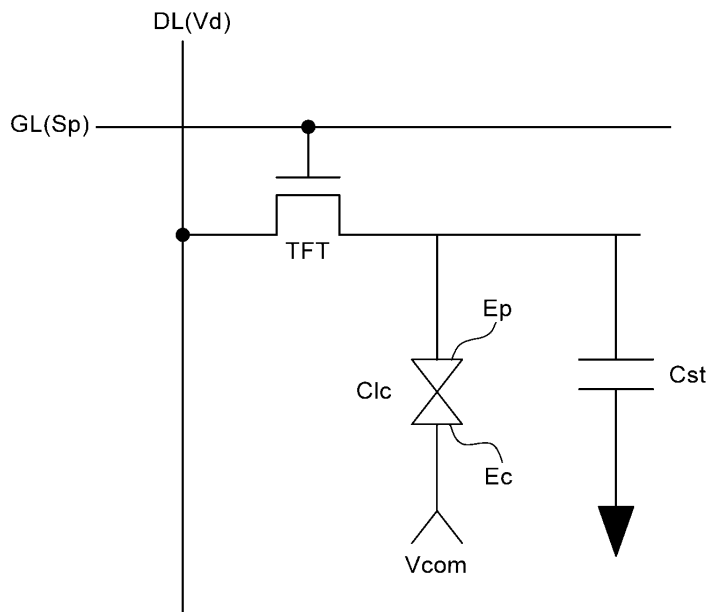 DL(Vd)
GL(Sp)
TFT
Ep
Clc
Cst
Ec
Vcom